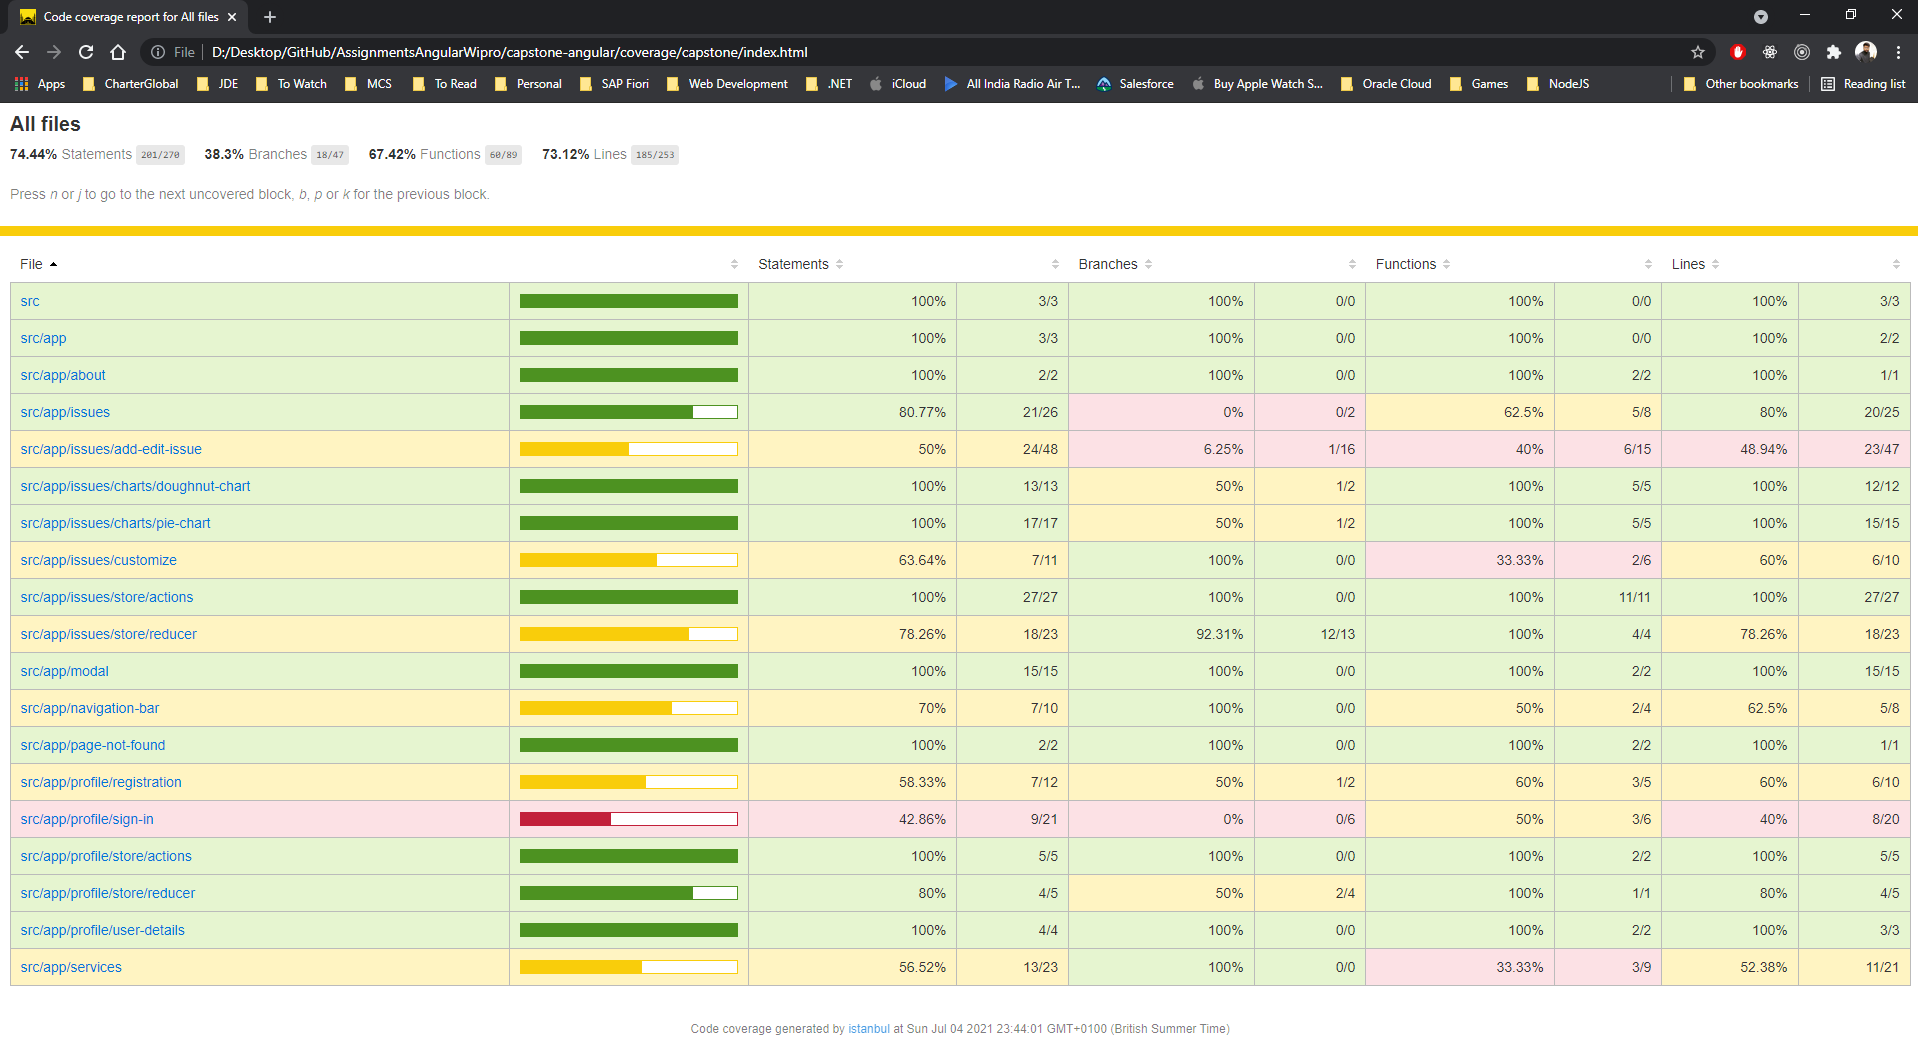 Code coverage report for All files
File D:/Desktop/GitHub/AssignmentsAngularWipro/capstone-angular/coverage/capstone/index.html
Apps CharterGlobal JDE To Watch MCS To Read Personal SAP Fiori Web Development .NET iCloud All India Radio Air T... Salesforce Buy Apple Watch S... Oracle Cloud Games NodeJS Other bookmarks Reading list
All files
74.44% Statements 201/270 38.3% Branches 18/47 67.42% Functions 60/89 73.12% Lines 185/253
Press n or j to go to the next uncovered block, b, p or k for the previous block.
File Statements Branches Functions Lines
src 100% 3/3 100% 0/0 100% 0/0 100% 3/3
src/app 100% 3/3 100% 0/0 100% 0/0 100% 2/2
src/app/about 100% 2/2 100% 0/0 100% 2/2 100% 1/1
src/app/issues 80.77% 21/26 0% 0/2 62.5% 5/8 80% 20/25
src/app/issues/add-edit-issue 50% 24/48 6.25% 1/16 40% 6/15 48.94% 23/47
src/app/issues/charts/doughnut-chart 100% 13/13 50% 1/2 100% 5/5 100% 12/12
src/app/issues/charts/pie-chart 100% 17/17 50% 1/2 100% 5/5 100% 15/15
src/app/issues/customize 63.64% 7/11 100% 0/0 33.33% 2/6 60% 6/10
src/app/issues/store/actions 100% 27/27 100% 0/0 100% 11/11 100% 27/27
src/app/issues/store/reducer 78.26% 18/23 92.31% 12/13 100% 4/4 78.26% 18/23
src/app/modal 100% 15/15 100% 0/0 100% 2/2 100% 15/15
src/app/navigation-bar 70% 7/10 100% 0/0 50% 2/4 62.5% 5/8
src/app/page-not-found 100% 2/2 100% 0/0 100% 2/2 100% 1/1
src/app/profile/registration 58.33% 7/12 50% 1/2 60% 3/5 60% 6/10
src/app/profile/sign-in 42.86% 9/21 0% 0/6 50% 3/6 40% 8/20
src/app/profile/store/actions 100% 5/5 100% 0/0 100% 2/2 100% 5/5
src/app/profile/store/reducer 80% 4/5 50% 2/4 100% 1/1 80% 4/5
src/app/profile/user-details 100% 4/4 100% 0/0 100% 2/2 100% 3/3
src/app/services 56.52% 13/23 100% 0/0 33.33% 3/9 52.38% 11/21
Code coverage generated by istanbul at Sun Jul 04 2021 23:44:01 GMT+0100 (British Summer Time)